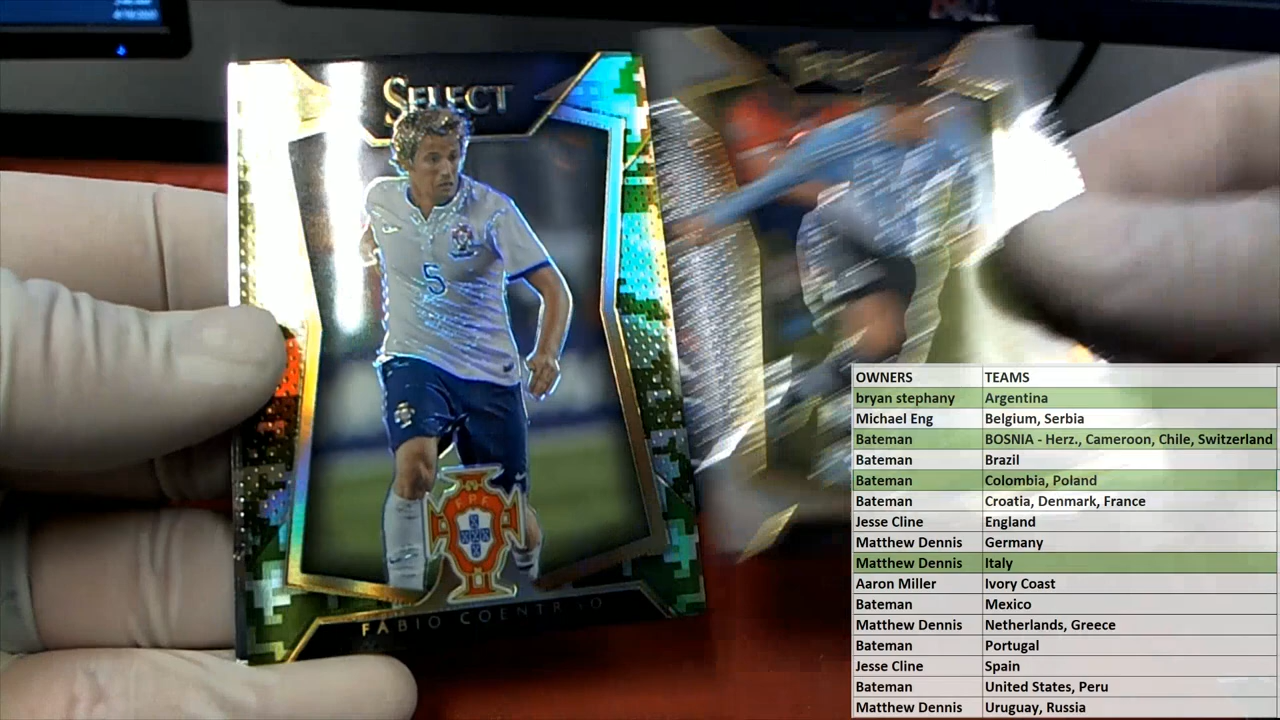 SELECT
5
FPF
FABIO COENTRÃO
OWNERS TEAMS
bryan stephany Argentina
Michael Eng Belgium, Serbia
Bateman BOSNIA - Herz., Cameroon, Chile, Switzerland
Bateman Brazil
Bateman Colombia, Poland
Bateman Croatia, Denmark, France
Jesse Cline England
Matthew Dennis Germany
Matthew Dennis Italy
Aaron Miller Ivory Coast
Bateman Mexico
Matthew Dennis Netherlands, Greece
Bateman Portugal
Jesse Cline Spain
Bateman United States, Peru
Matthew Dennis Uruguay, Russia